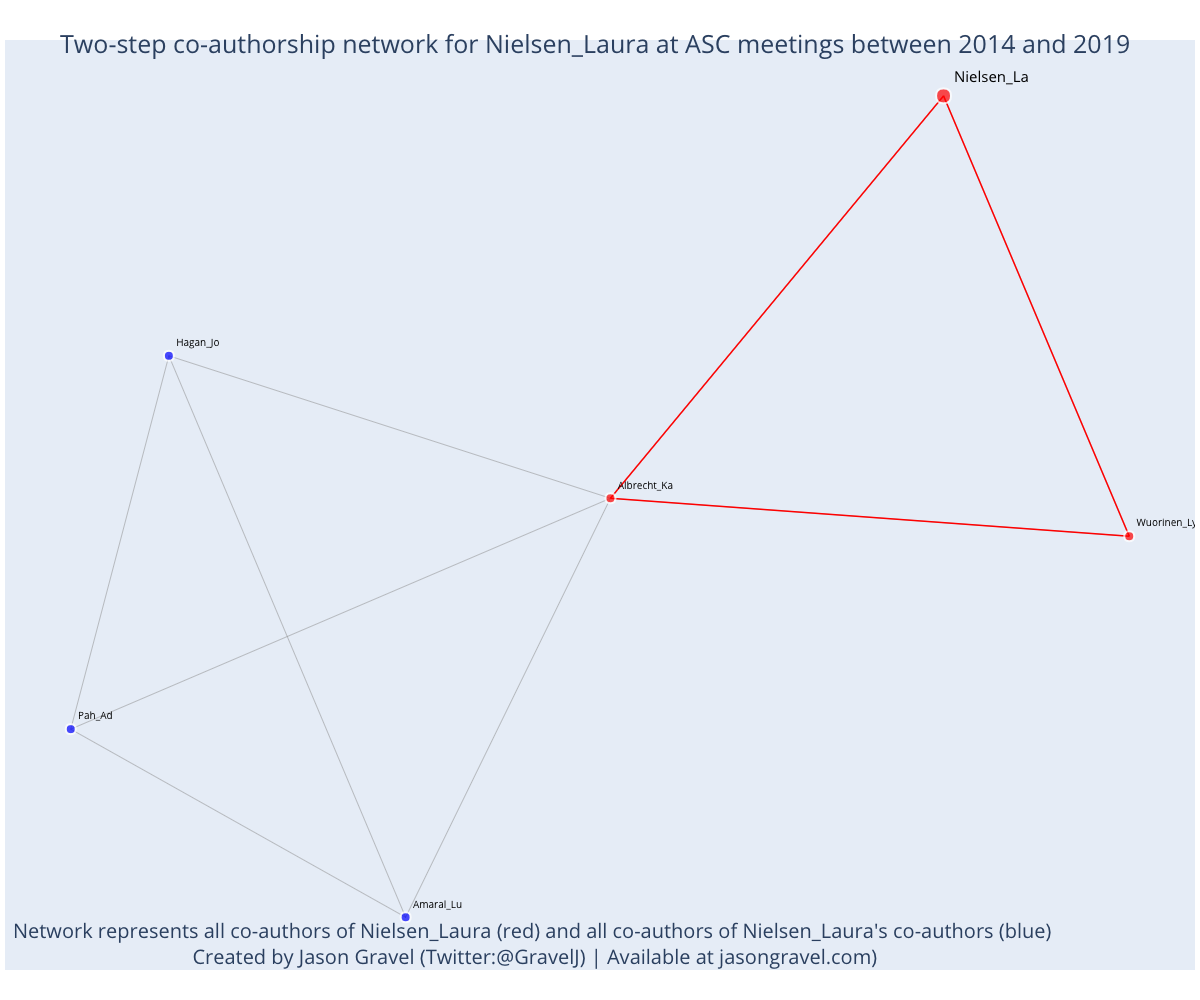 Two-step co-authorship network for Nielsen_Laura at ASC meetings between 2014 and 2019
Nielsen_La
Hagan_Jo
Albrecht_Ka
Wuorinen_Ly
Pah_Ad
Amaral_Lu
Network represents all co-authors of Nielsen_Laura (red) and all co-authors of Nielsen_Laura's co-authors (blue)
Created by Jason Gravel (Twitter:@GravelJ) | Available at jasongravel.com)